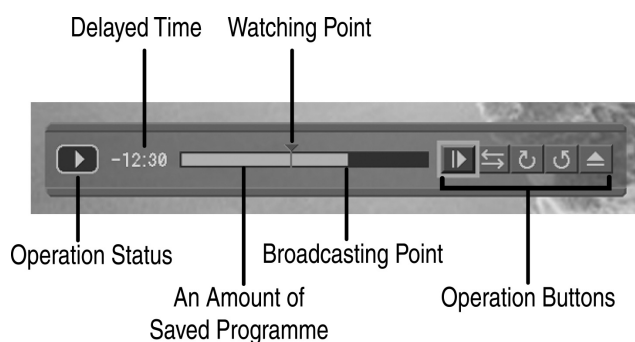 Delayed Time
Watching Point
-12:30
Operation Status
Broadcasting Point
An Amount of
Saved Programme
Operation Buttons